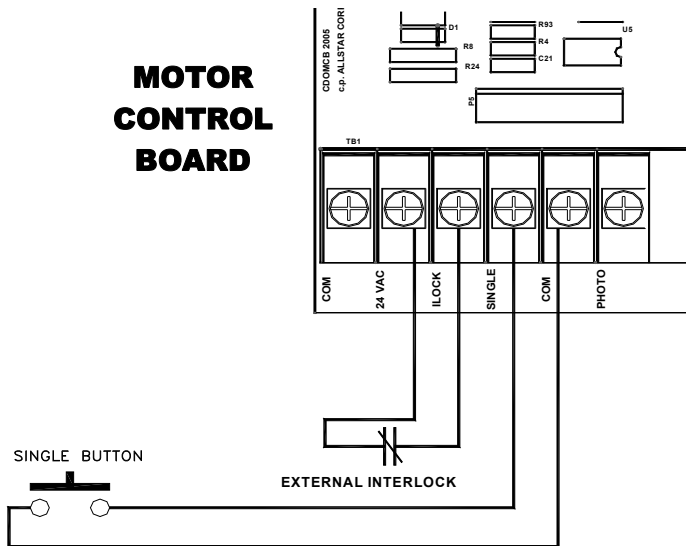 MOTOR
CONTROL
BOARD
CDOMCB 2005
c.p. ALLSTAR CORI
D1
R8
R24
R93
R4
C21
U5
P5
TB1
COM
24 VAC
ILOCK
SINGLE
COM
PHOTO
EXTERNAL INTERLOCK
SINGLE BUTTON